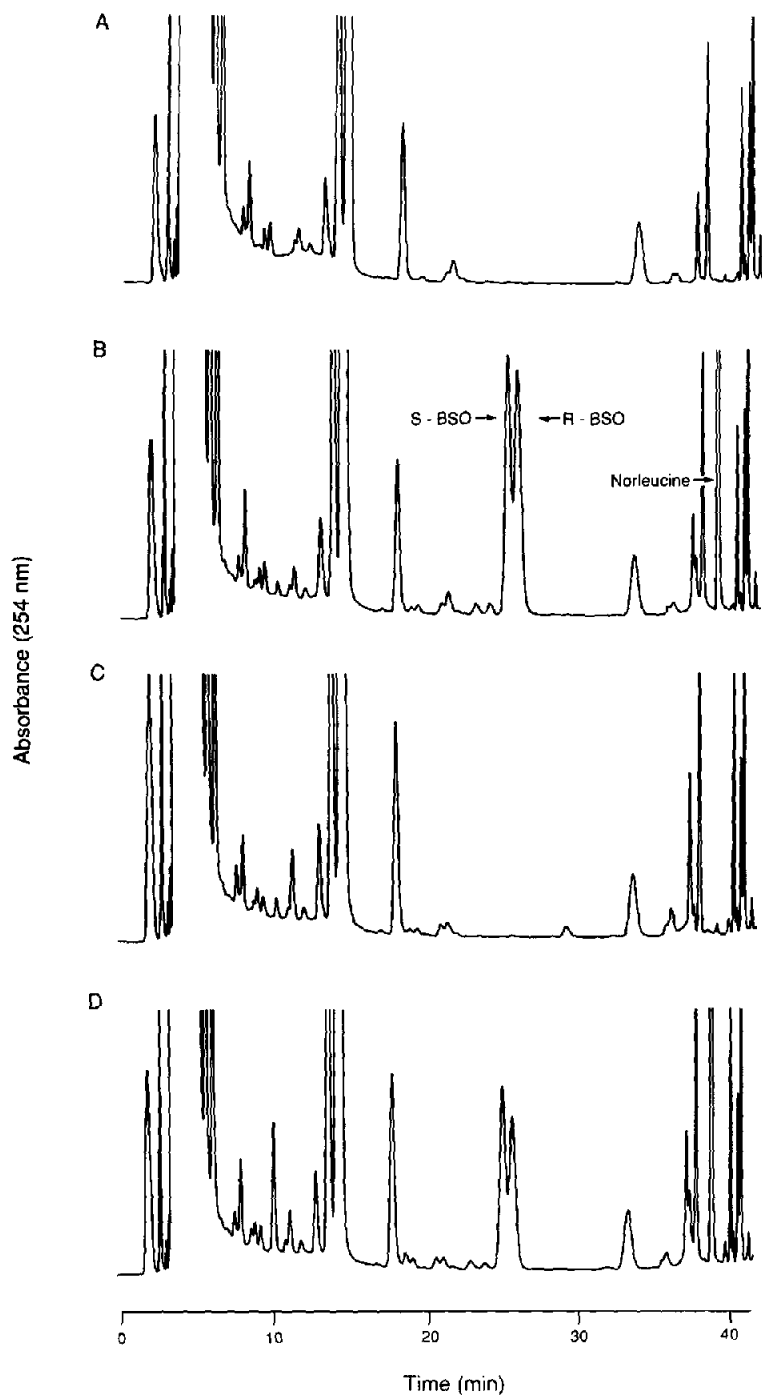 A
B
S - BSO
R - BSO
Norleucine
C
D
Absorbance (254 nm)
0 10 20 30 40
Time (min)